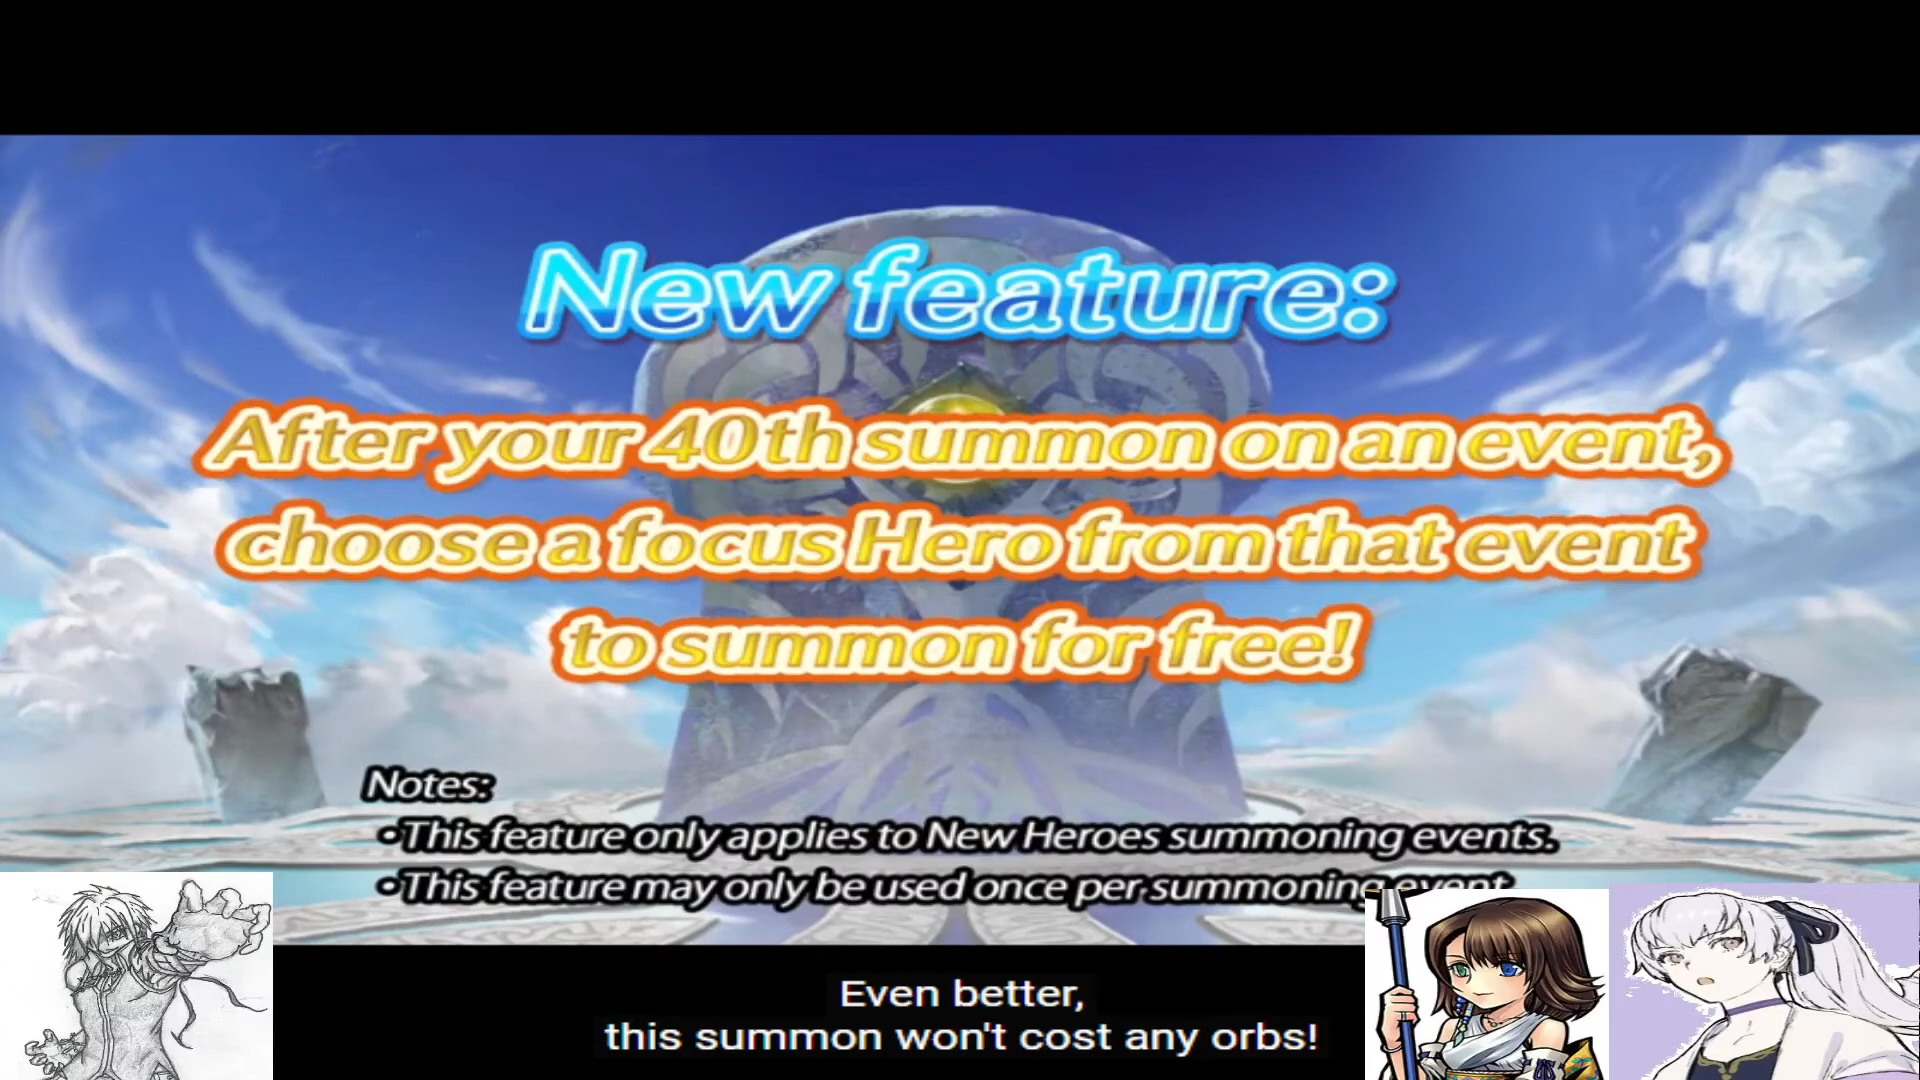 New feature:
After your 40th summon on an event,
choose a focus Hero from that event
to summon for free!
Notes:
• This feature only applies to New Heroes summoning events.
• This feature may only be used once per summoning event.
Even better,
this summon won't cost any orbs!